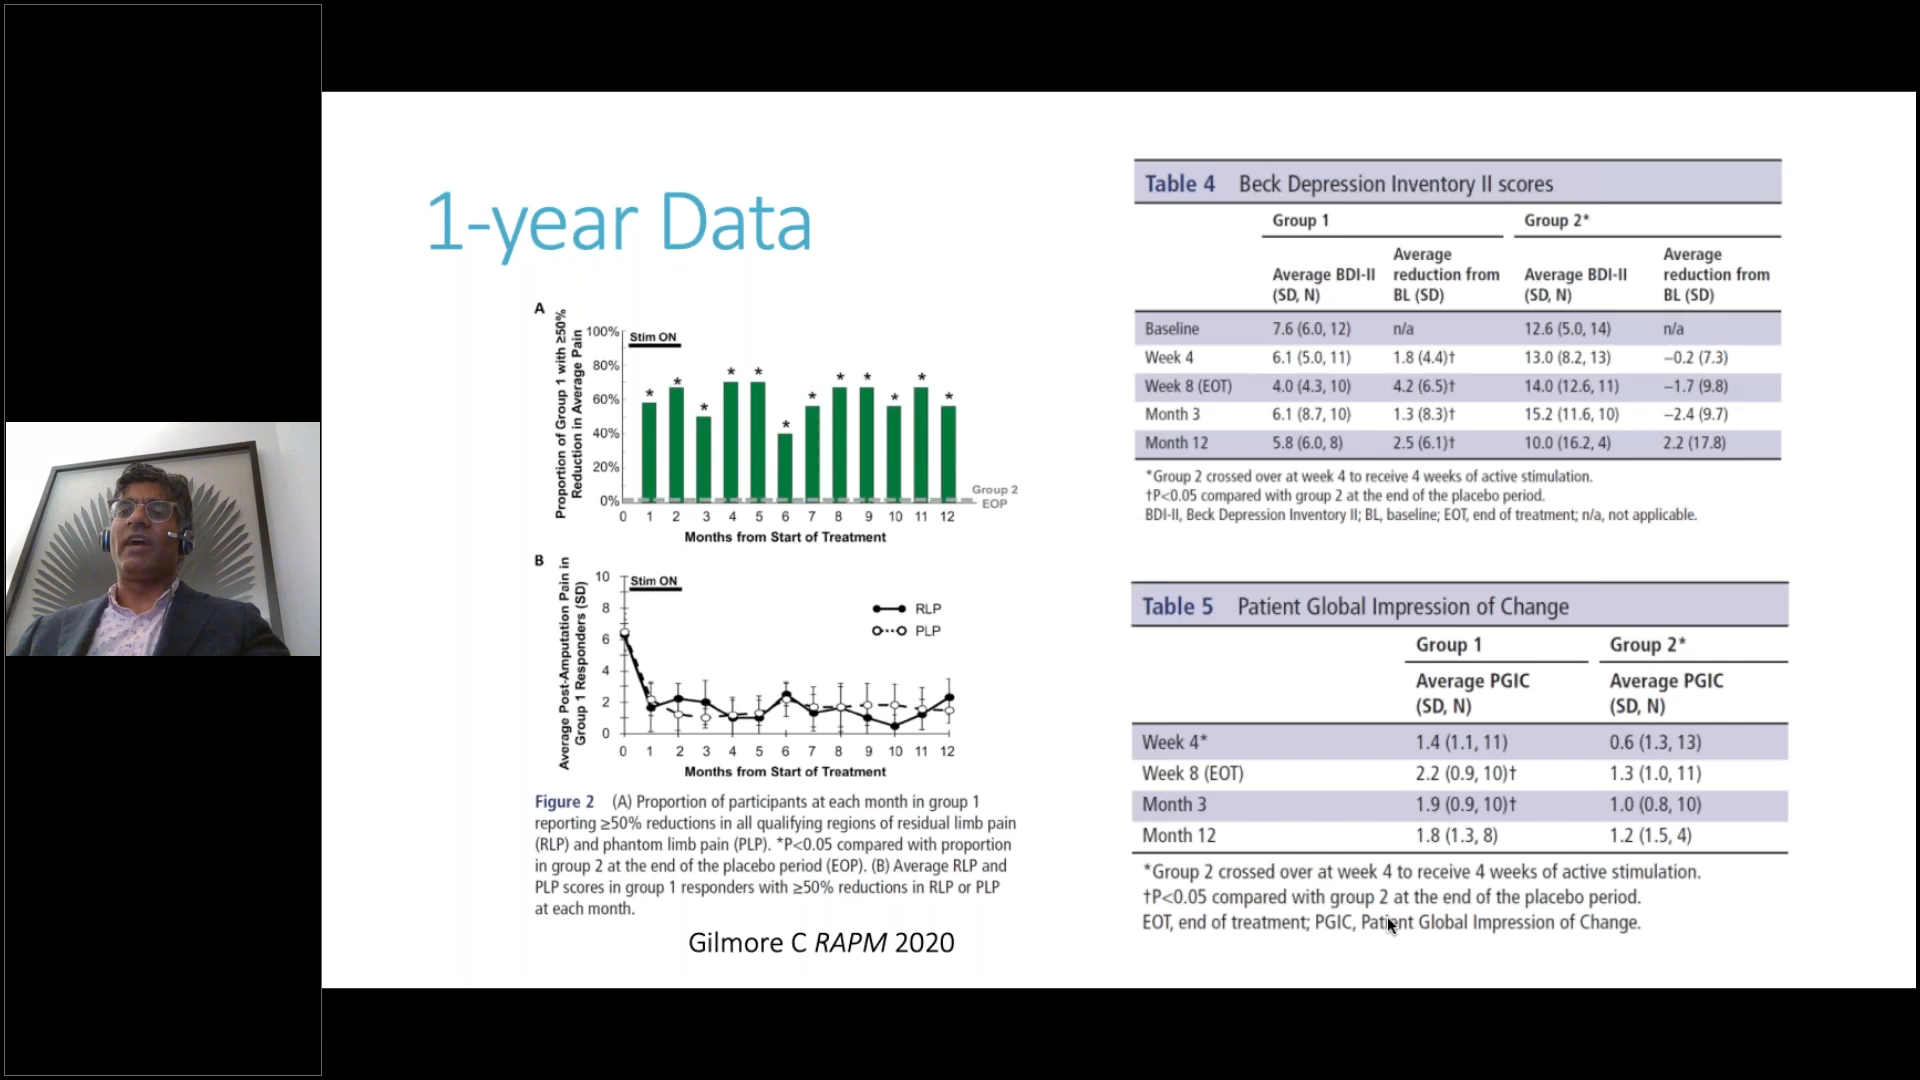 1-year Data
A
Proportion of Group 1 with ≥50%
Reduction in Average Pain
100%
80%
60%
40%
20%
0%
Stim ON
* * * * * * * * * * * *
Group 2
EOP
0 1 2 3 4 5 6 7 8 9 10 11 12
Months from Start of Treatment
B
Average Post-Amputation Pain in
Group 1 Responders (SD)
10
8
6
4
2
0
Stim ON
RLP
PLP
0 1 2 3 4 5 6 7 8 9 10 11 12
Months from Start of Treatment
Figure 2 (A) Proportion of participants at each month in group 1
reporting ≥50% reductions in all qualifying regions of residual limb pain
(RLP) and phantom limb pain (PLP). *P<0.05 compared with proportion
in group 2 at the end of the placebo period (EOP). (B) Average RLP and
PLP scores in group 1 responders with ≥50% reductions in RLP or PLP
at each month.
Gilmore C RAPM 2020
Table 4 Beck Depression Inventory II scores
Group 1 Group 2*
Average Average
Average BDI-II reduction from Average BDI-II reduction from
(SD, N) BL (SD) (SD, N) BL (SD)
Baseline 7.6 (6.0, 12) n/a 12.6 (5.0, 14) n/a
Week 4 6.1 (5.0, 11) 1.8 (4.4)† 13.0 (8.2, 13) −0.2 (7.3)
Week 8 (EOT) 4.0 (4.3, 10) 4.2 (6.5)† 14.0 (12.6, 11) −1.7 (9.8)
Month 3 6.1 (8.7, 10) 1.3 (8.3)† 15.2 (11.6, 10) −2.4 (9.7)
Month 12 5.8 (6.0, 8) 2.5 (6.1)† 10.0 (16.2, 4) 2.2 (17.8)
*Group 2 crossed over at week 4 to receive 4 weeks of active stimulation.
†P<0.05 compared with group 2 at the end of the placebo period.
BDI-II, Beck Depression Inventory II; BL, baseline; EOT, end of treatment; n/a, not applicable.
Table 5 Patient Global Impression of Change
Group 1 Group 2*
Average PGIC Average PGIC
(SD, N) (SD, N)
Week 4* 1.4 (1.1, 11) 0.6 (1.3, 13)
Week 8 (EOT) 2.2 (0.9, 10)† 1.3 (1.0, 11)
Month 3 1.9 (0.9, 10)† 1.0 (0.8, 10)
Month 12 1.8 (1.3, 8) 1.2 (1.5, 4)
*Group 2 crossed over at week 4 to receive 4 weeks of active stimulation.
†P<0.05 compared with group 2 at the end of the placebo period.
EOT, end of treatment; PGIC, Patient Global Impression of Change.